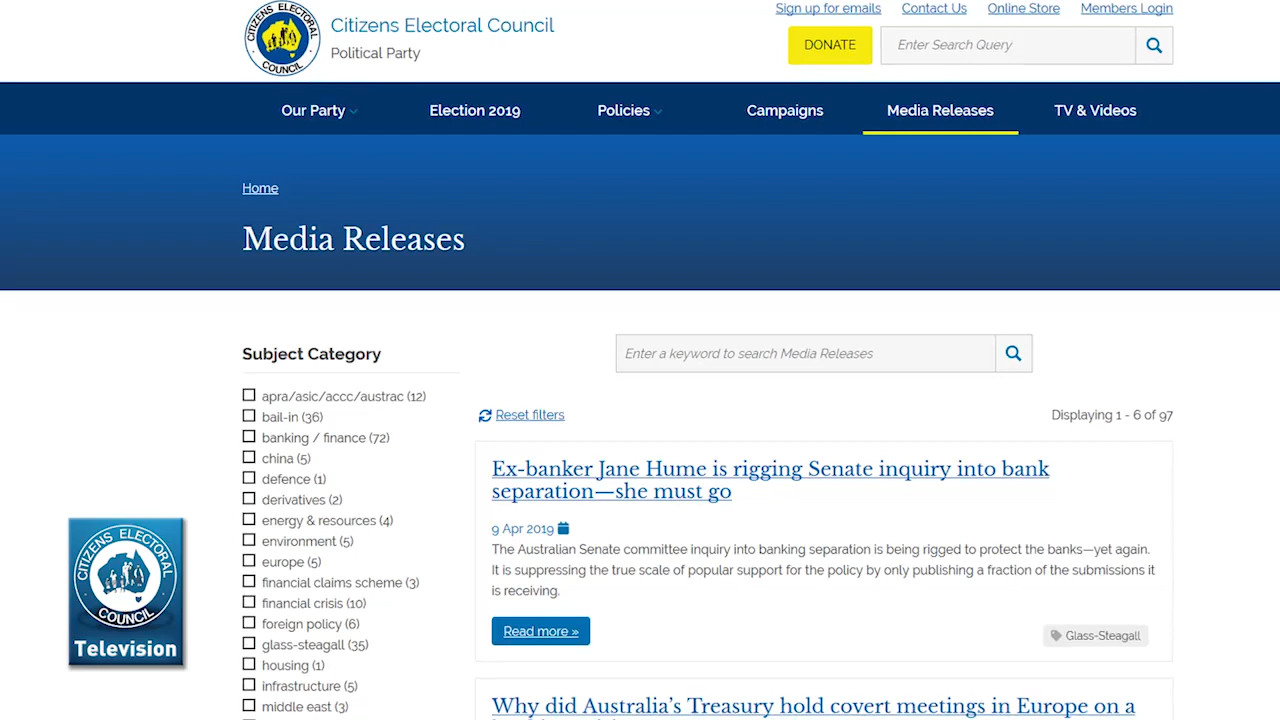 CITIZENS ELECTORAL
COUNCIL
Citizens Electoral Council
Political Party
Sign up for emails
Contact Us
Online Store
Members Login
DONATE
Enter Search Query
Our Party
Election 2019
Policies
Campaigns
Media Releases
TV & Videos
Home
Media Releases
Subject Category
apra/asic/accc/austrac (12)
bail-in (36)
banking / finance (72)
china (5)
defence (1)
derivatives (2)
energy & resources (4)
environment (5)
europe (5)
financial claims scheme (3)
financial crisis (10)
foreign policy (6)
glass-steagall (35)
housing (1)
infrastructure (5)
middle east (3)
Enter a keyword to search Media Releases
Reset filters
Displaying 1 - 6 of 97
Ex-banker Jane Hume is rigging Senate inquiry into bank
separation—she must go
9 Apr 2019
The Australian Senate committee inquiry into banking separation is being rigged to protect the banks—yet again.
It is suppressing the true scale of popular support for the policy by only publishing a fraction of the submissions it
is receiving.
Read more »
Glass-Steagall
Why did Australia's Treasury hold covert meetings in Europe on a
CITIZENS ELECTORAL
COUNCIL
Television